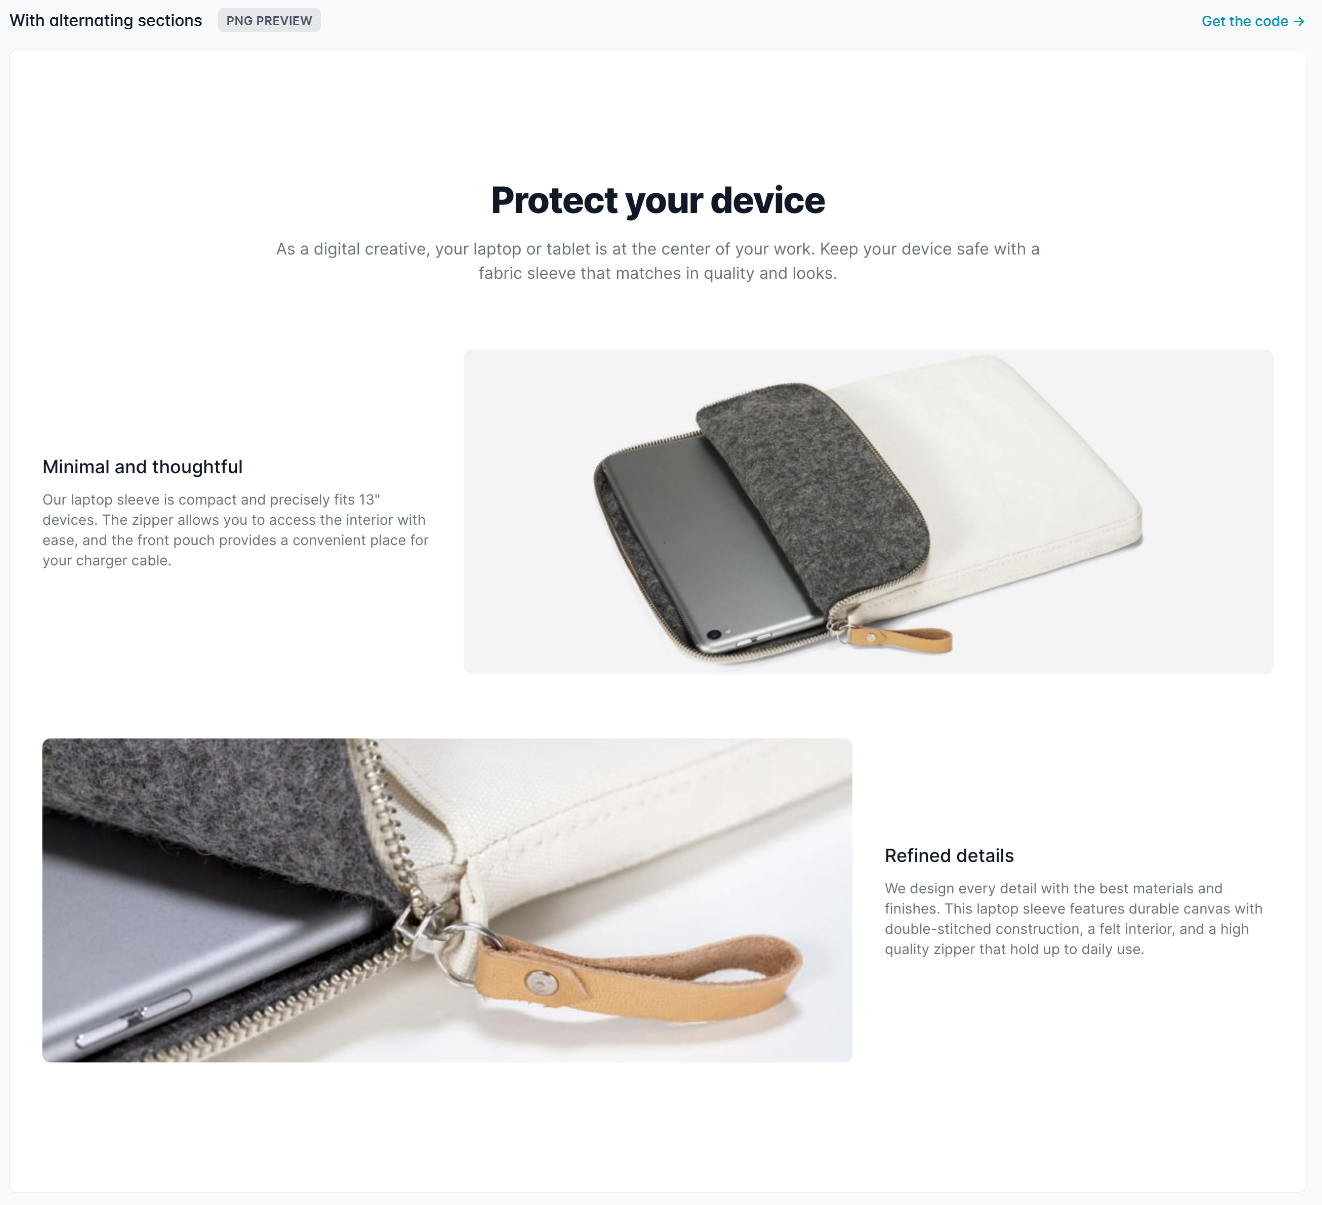 With alternating sections
PNG PREVIEW
Get the code →
Protect your device
As a digital creative, your laptop or tablet is at the center of your work. Keep your device safe with a
fabric sleeve that matches in quality and looks.
Minimal and thoughtful
Our laptop sleeve is compact and precisely fits 13"
devices. The zipper allows you to access the interior with
ease, and the front pouch provides a convenient place for
your charger cable.
Refined details
We design every detail with the best materials and
finishes. This laptop sleeve features durable canvas with
double-stitched construction, a felt interior, and a high
quality zipper that hold up to daily use.